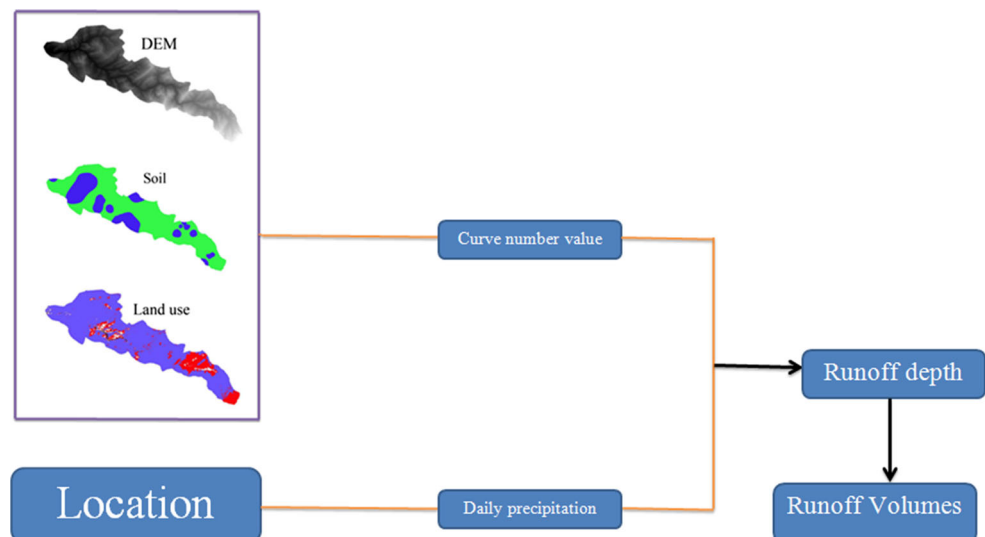 DEM
Soil
Land use
Curve number value
Runoff depth
Location
Daily precipitation
Runoff Volumes